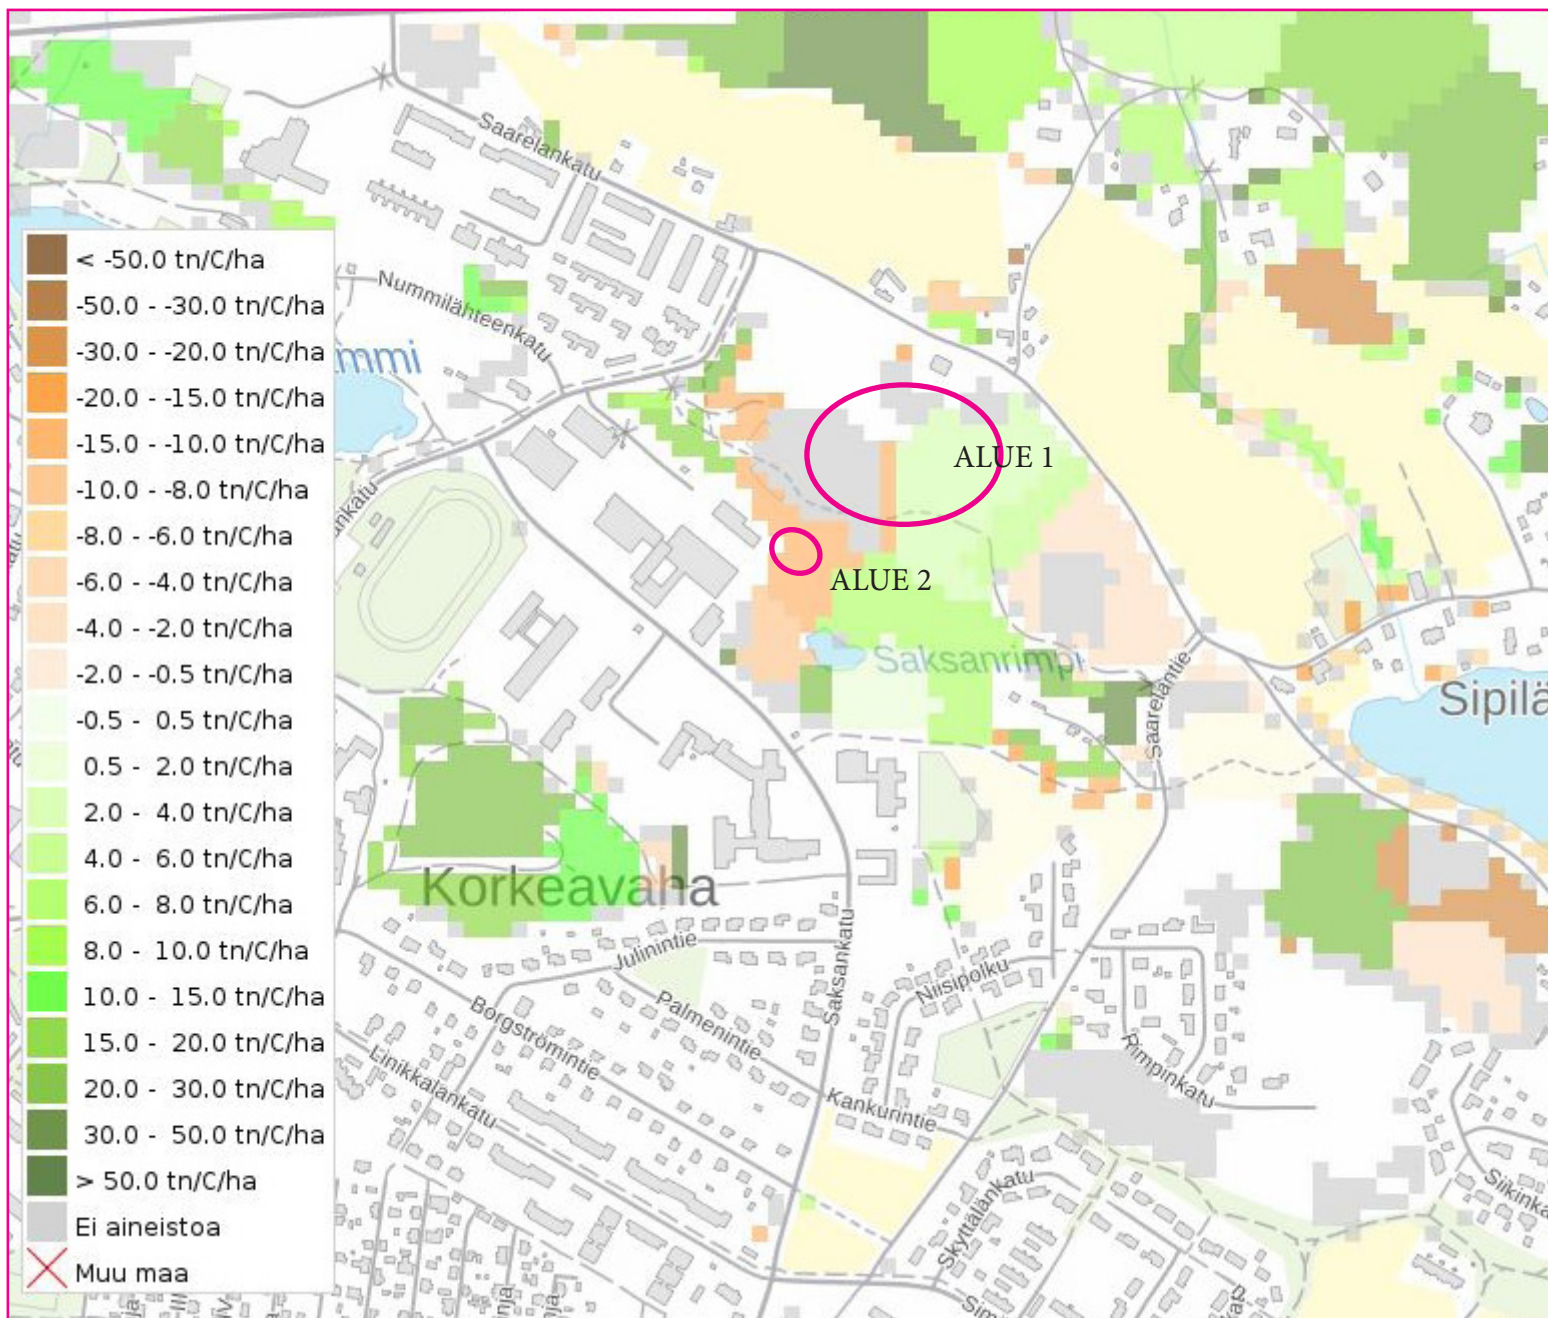 Saarelankatu
Nummilähteenkatu
mmi
< -50.0 tn/C/ha
-50.0 - -30.0 tn/C/ha
-30.0 - -20.0 tn/C/ha
-20.0 - -15.0 tn/C/ha
-15.0 - -10.0 tn/C/ha
-10.0 - -8.0 tn/C/ha
-8.0 - -6.0 tn/C/ha
-6.0 - -4.0 tn/C/ha
-4.0 - -2.0 tn/C/ha
-2.0 - -0.5 tn/C/ha
-0.5 - 0.5 tn/C/ha
0.5 - 2.0 tn/C/ha
2.0 - 4.0 tn/C/ha
4.0 - 6.0 tn/C/ha
6.0 - 8.0 tn/C/ha
8.0 - 10.0 tn/C/ha
10.0 - 15.0 tn/C/ha
15.0 - 20.0 tn/C/ha
20.0 - 30.0 tn/C/ha
30.0 - 50.0 tn/C/ha
> 50.0 tn/C/ha
Ei aineistoa
Muu maa
ALUE 1
ALUE 2
ankatu
Saksanrimpi
Saarelantie
Sipilä
Korkeavaha
Julinintie
Saksankatu
Niisipolku
Palmenintie
Borgströmintie
Linikkalankatu
Kankurintie
Rimpinkatu
Skyttälänkatu
Siikinka
Sim
inja